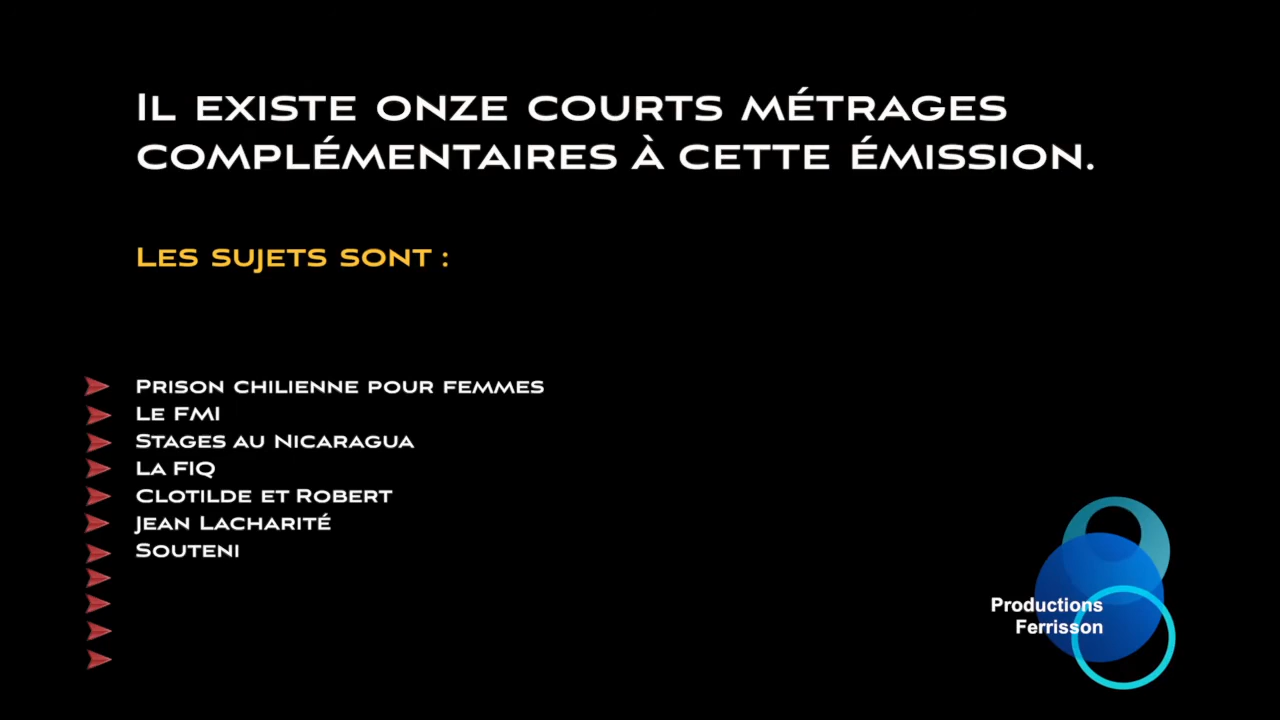 Il existe onze courts métrages
complémentaires à cette émission.
Les sujets sont :
Prison chilienne pour femmes
Le FMI
Stages au Nicaragua
La FIQ
Clotilde et Robert
Jean Lacharité
Souteni
Productions
Ferrisson